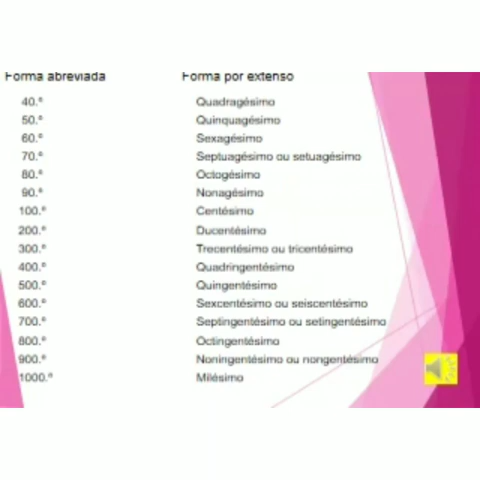 Forma abreviada Forma por extenso
40.º Quadragésimo
50.º Quinquagésimo
60.º Sexagésimo
70.º Septuagésimo ou setuagésimo
80.º Octogésimo
90.º Nonagésimo
100.º Centésimo
200.º Ducentésimo
300.º Trecentésimo ou tricentésimo
400.º Quadringentésimo
500.º Quingentésimo
600.º Sexcentésimo ou seiscentésimo
700.º Septingentésimo ou setingentésimo
800.º Octingentésimo
900.º Noningentésimo ou nongentésimo
1000.º Milésimo